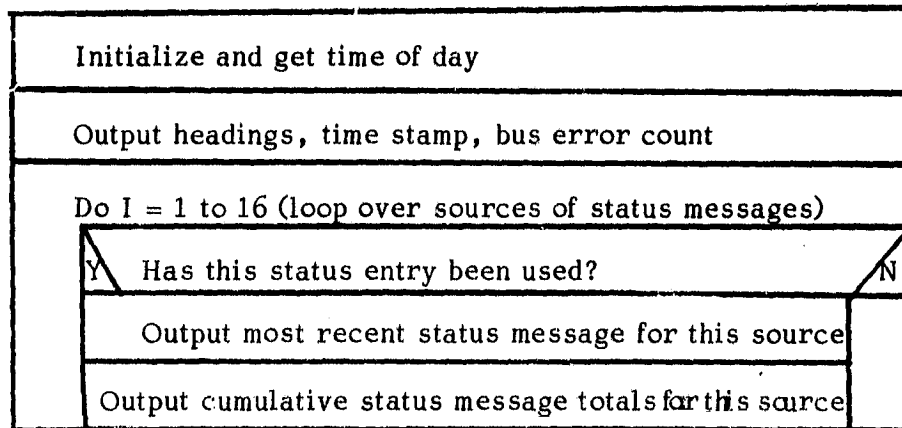 Initialize and get time of day
Output headings, time stamp, bus error count
Do I = 1 to 16 (loop over sources of status messages)
Y Has this status entry been used? N
Output most recent status message for this source
Output cumulative status message totals for this source